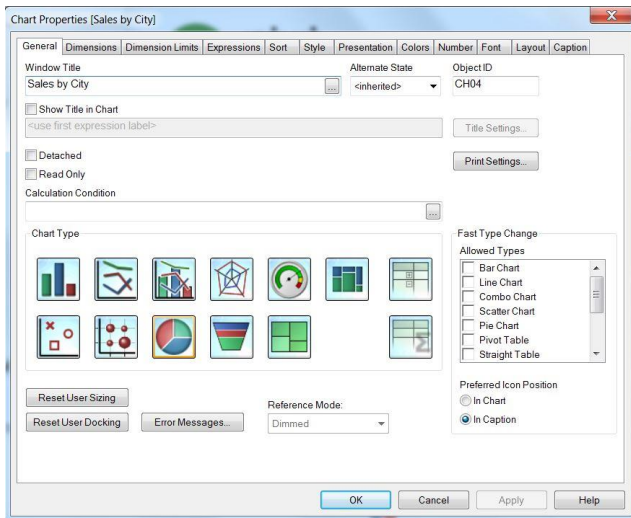 Chart Properties [Sales by City]
General Dimensions Dimension Limits Expressions Sort Style Presentation Colors Number Font Layout Caption
Window Title Alternate State Object ID
Sales by City ... <inherited> CH04
Show Title in Chart
<use first expression label> Title Settings...
Detached
Print Settings...
Read Only
Calculation Condition
...
Chart Type Fast Type Change
Allowed Types
Bar Chart
Line Chart
Combo Chart
Scatter Chart
Pie Chart
Pivot Table
Straight Table
Preferred Icon Position
Reset User Sizing Reference Mode: In Chart
Reset User Docking Error Messages... Dimmed In Caption
OK Cancel Apply Help